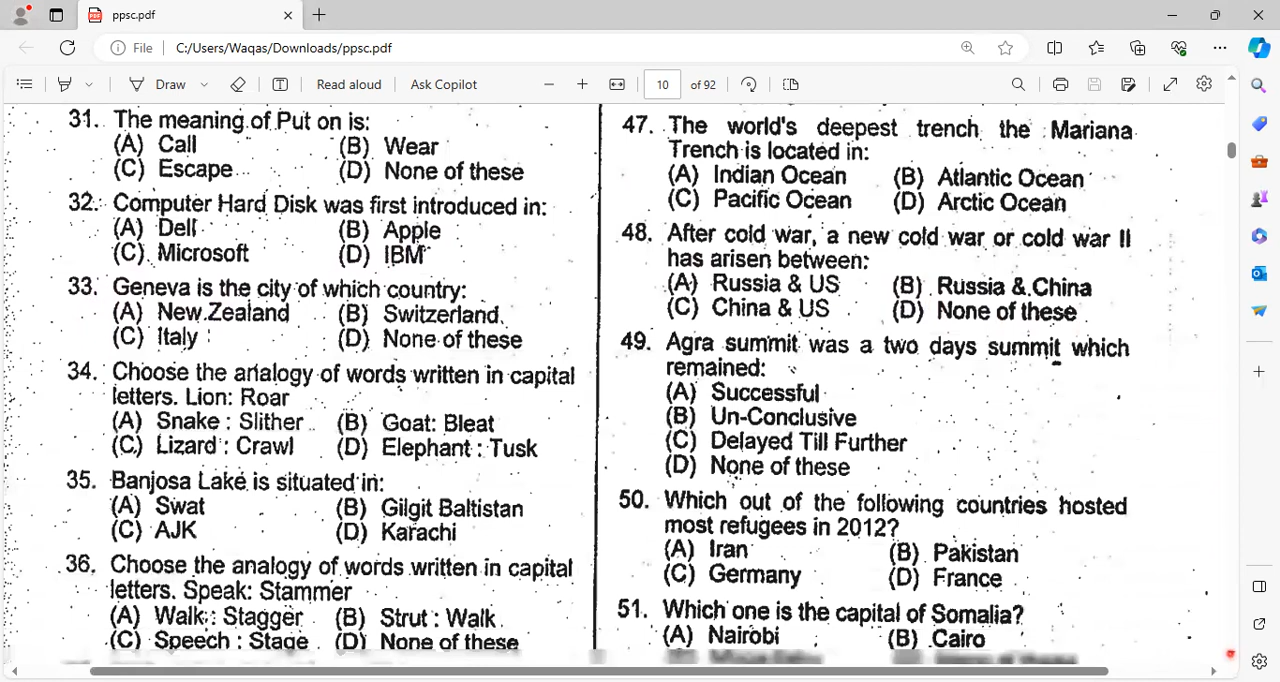 ppsc.pdf
File
C:/Users/Waqas/Downloads/ppsc.pdf
Draw
Read aloud
Ask Copilot
10
of 92
31. The meaning of Put on is:
(A) Call (B) Wear
(C) Escape (D) None of these
32. Computer Hard Disk was first introduced in:
(A) Dell (B) Apple
(C) Microsoft (D) IBM
33. Geneva is the city of which country:
(A) New Zealand (B) Switzerland
(C) Italy (D) None of these
34. Choose the analogy of words written in capital
letters. Lion: Roar
(A) Snake : Slither (B) Goat: Bleat
(C) Lizard : Crawl (D) Elephant : Tusk
35. Banjosa Lake is situated in:
(A) Swat (B) Gilgit Baltistan
(C) AJK (D) Karachi
36. Choose the analogy of words written in capital
letters. Speak: Stammer
(A) Walk : Stagger (B) Strut : Walk
(C) Speech : Stage (D) None of these
47. The world's deepest trench the Mariana
Trench is located in:
(A) Indian Ocean (B) Atlantic Ocean
(C) Pacific Ocean (D) Arctic Ocean
48. After cold war, a new cold war or cold war II
has arisen between:
(A) Russia & US (B) Russia & China
(C) China & US (D) None of these
49. Agra summit was a two days summit which
remained:
(A) Successful
(B) Un-Conclusive
(C) Delayed Till Further
(D) None of these
50. Which out of the following countries hosted
most refugees in 2012?
(A) Iran (B) Pakistan
(C) Germany (D) France
51. Which one is the capital of Somalia?
(A) Nairobi (B) Cairo